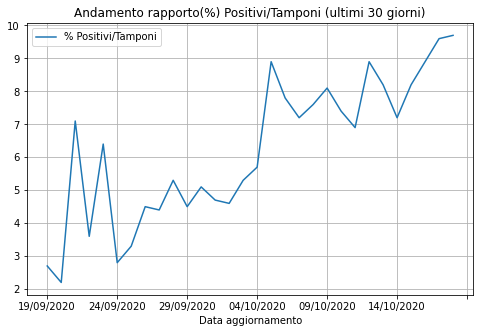 Andamento rapporto(%) Positivi/Tamponi (ultimi 30 giorni)
% Positivi/Tamponi
10
9
8
7
6
5
4
3
2
19/09/2020 24/09/2020 29/09/2020 04/10/2020 09/10/2020 14/10/2020
Data aggiornamento